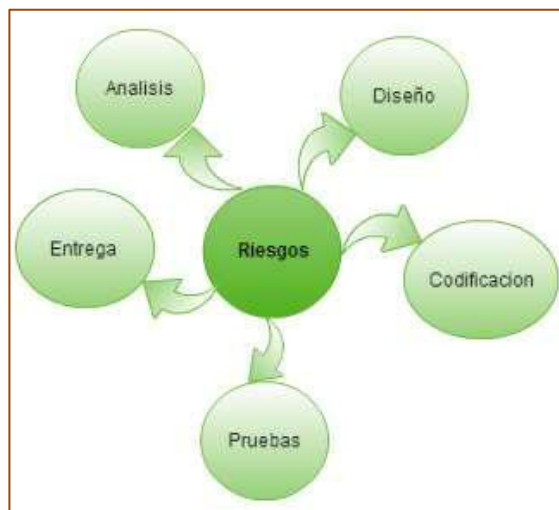 Analisis
Diseño
Entrega
Riesgos
Codificacion
Pruebas